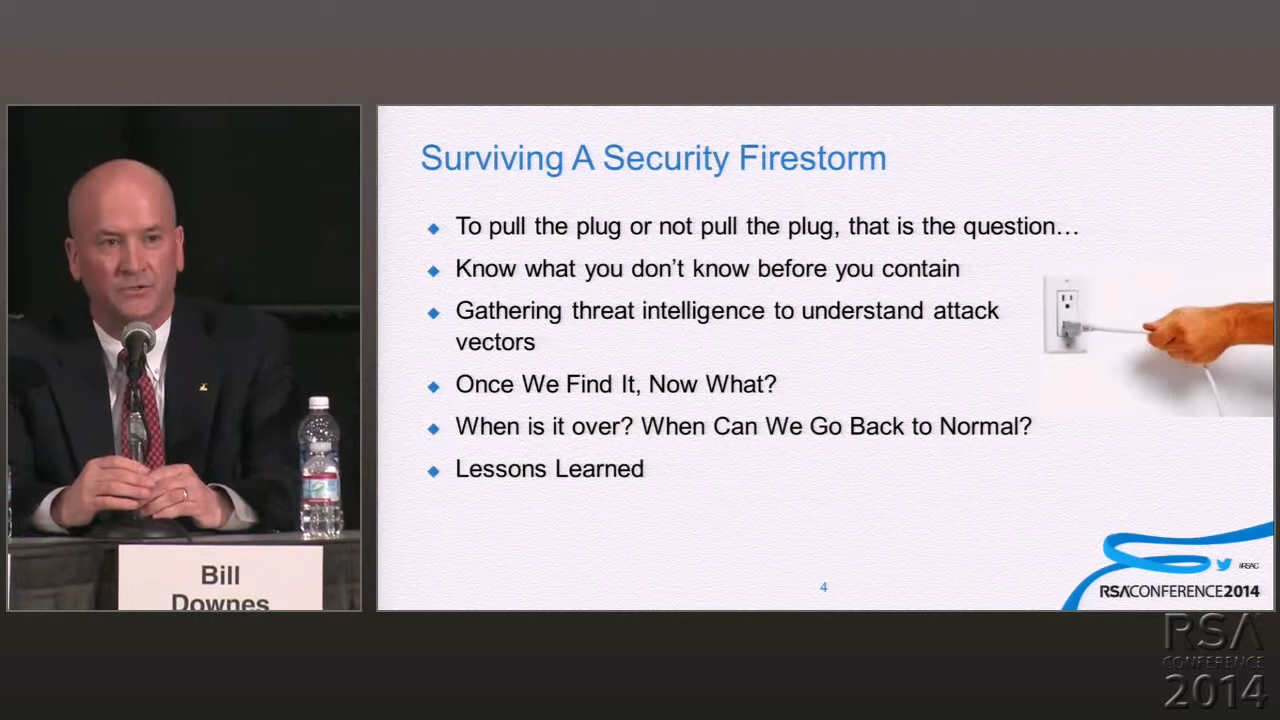 Surviving A Security Firestorm
To pull the plug or not pull the plug, that is the question…
Know what you don’t know before you contain
Gathering threat intelligence to understand attack
vectors
Once We Find It, Now What?
When is it over? When Can We Go Back to Normal?
Lessons Learned
4
#RSAC
RSACONFERENCE2014
Bill
Downes
RSA
CONFERENCE
2014